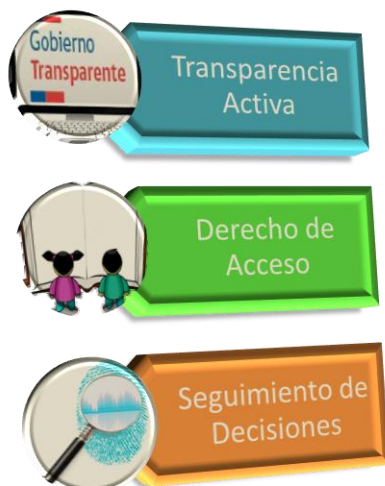 Gobierno
Transparente
Transparencia
Activa
Derecho de
Acceso
Seguimiento de
Decisiones